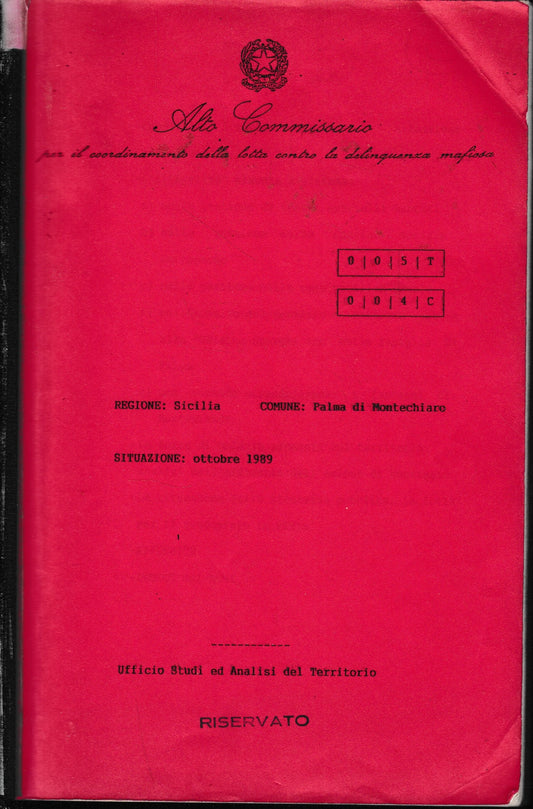 Alto Commissario
per il coordinamento della lotta contro la delinquenza mafiosa
0|0|5|T
0|0|4|C
REGIONE: Sicilia COMUNE: Palma di Montechiaro
SITUAZIONE: ottobre 1989
------------
Ufficio Studi ed Analisi del Territorio
RISERVATO